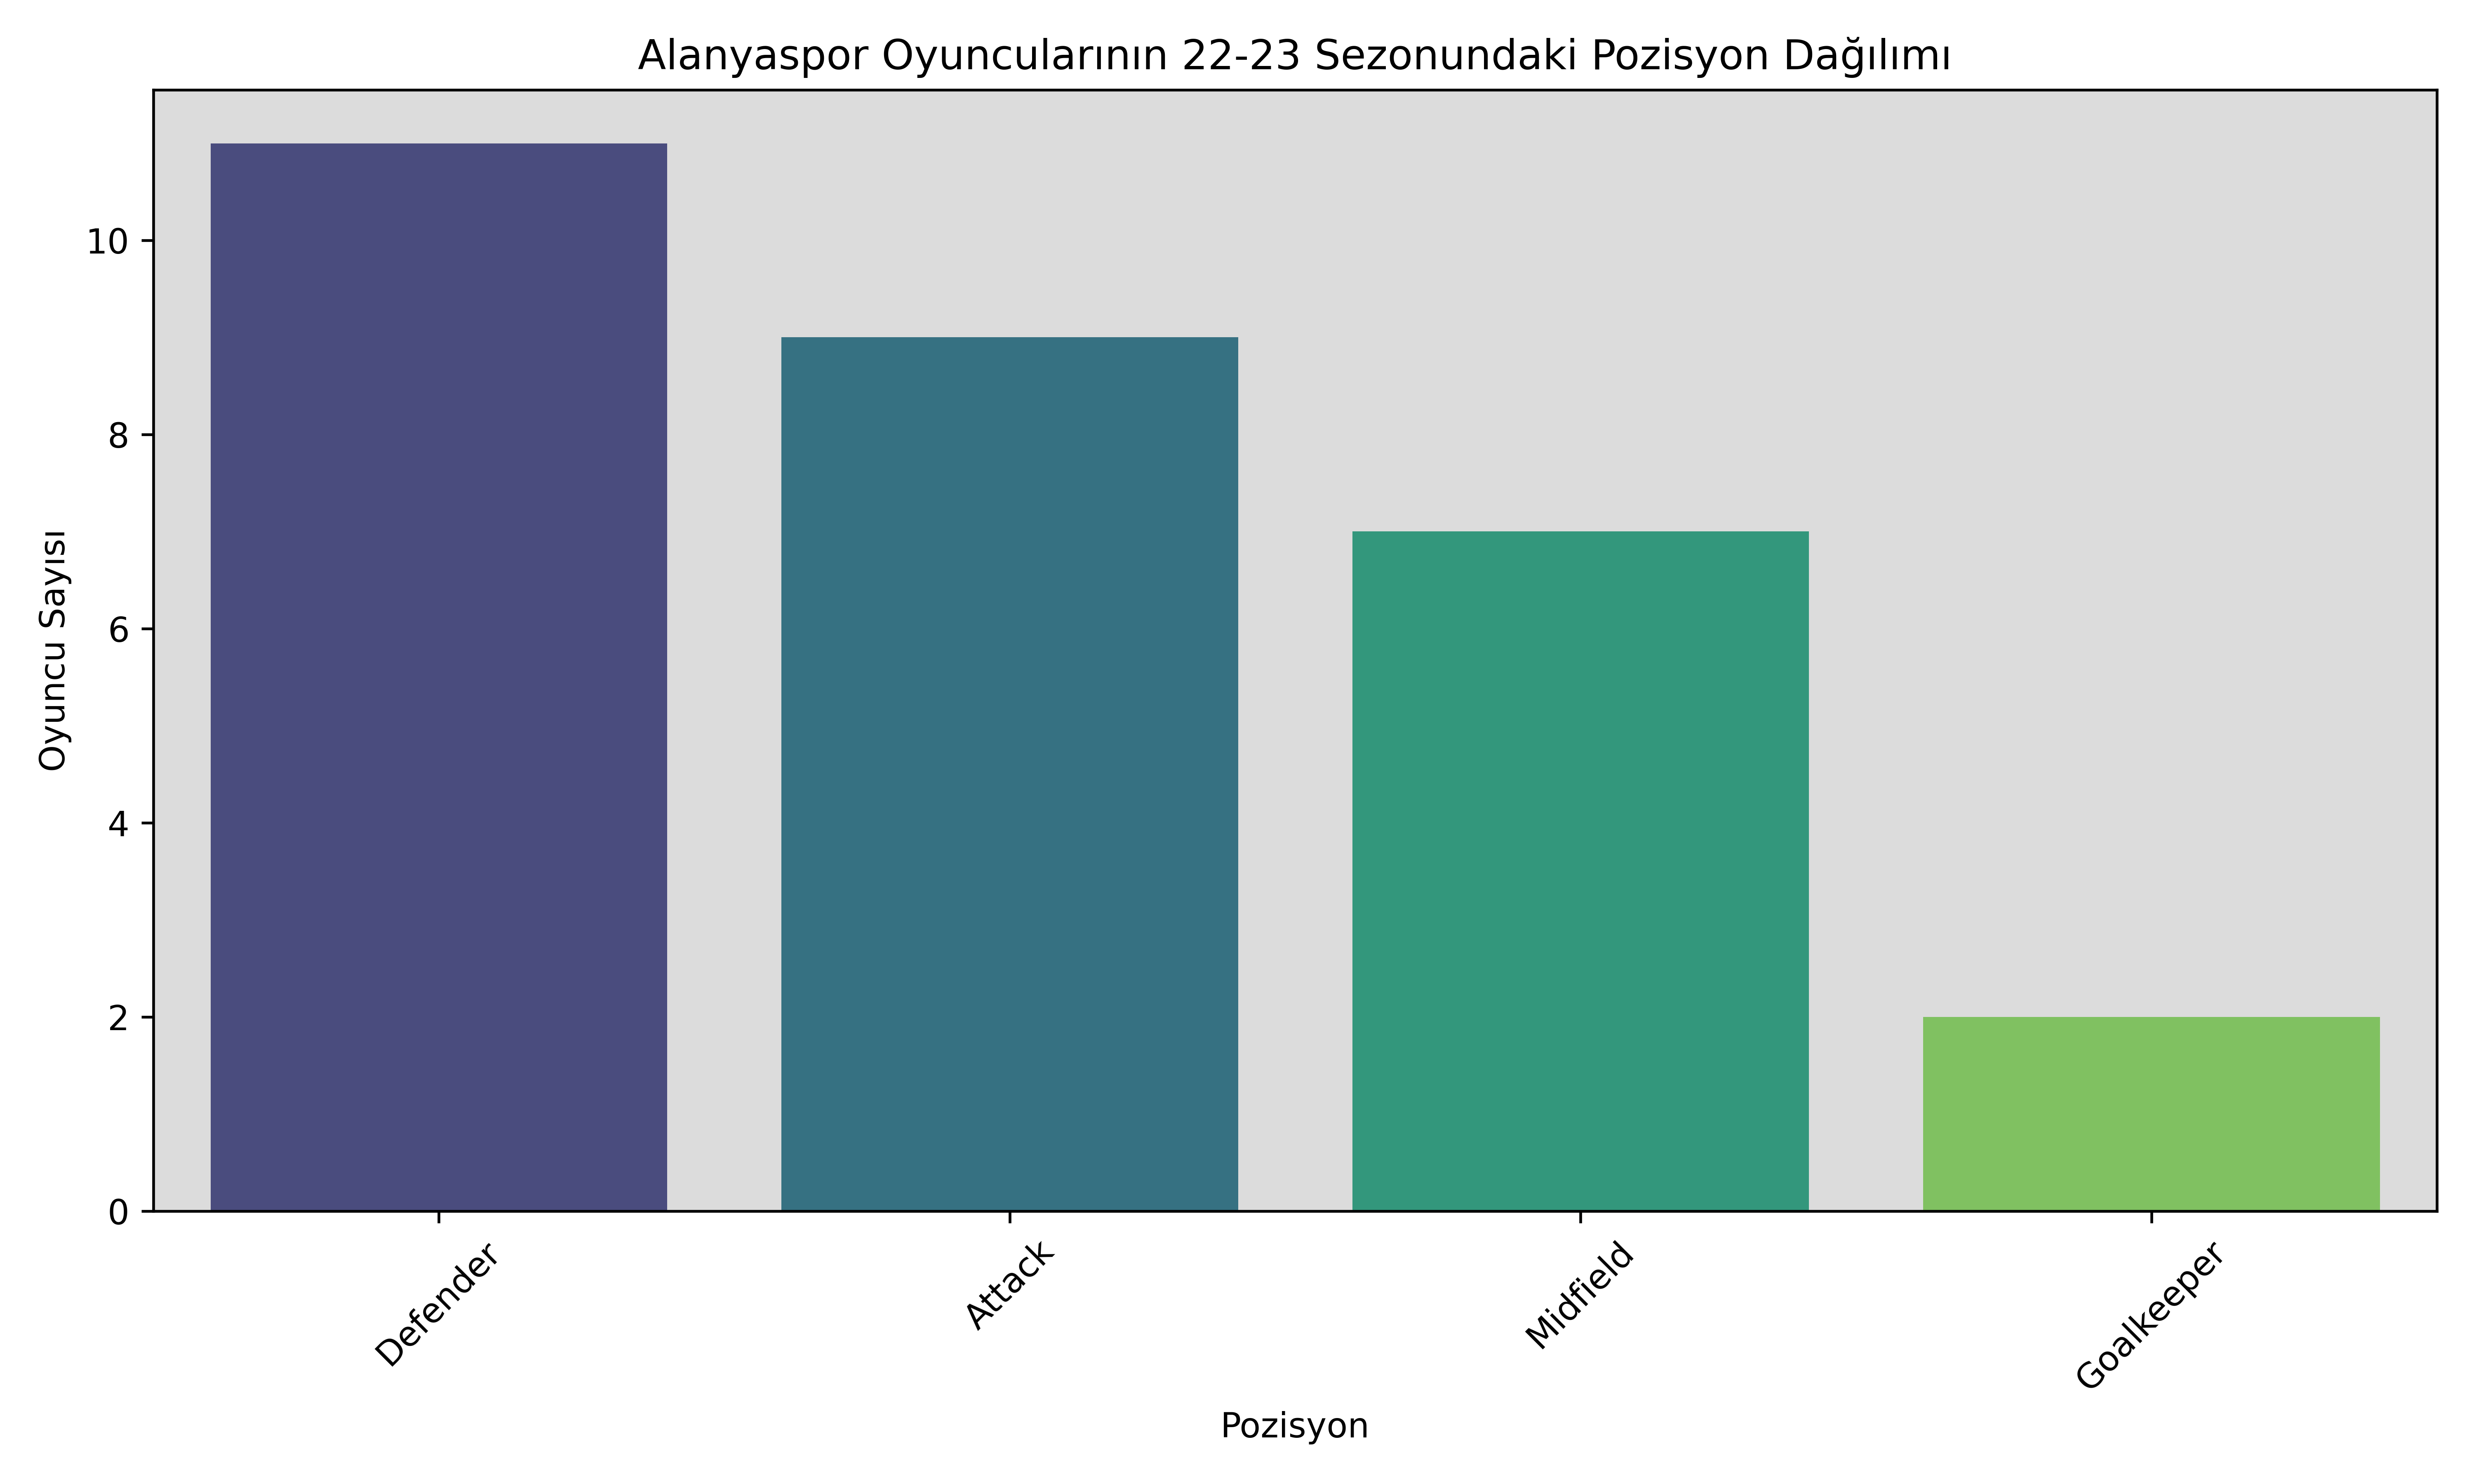 Alanyaspor Oyuncularının 22-23 Sezonundaki Pozisyon Dağılımı
Oyuncu Sayısı
10
8
6
4
2
0
Defender
Attack
Midfield
Goalkeeper
Pozisyon